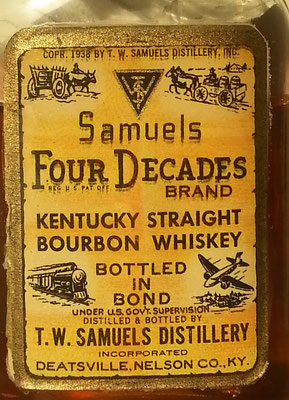 COPR. 1938 BY T. W. SAMUELS DISTILLERY, INC.
Samuels
FOUR DECADES
REG. U.S. PAT. OFF.
BRAND
KENTUCKY STRAIGHT
BOURBON WHISKEY
BOTTLED
IN
BOND
UNDER U.S. GOV'T. SUPERVISION
DISTILLED & BOTTLED BY
T. W. SAMUELS DISTILLERY
INCORPORATED
DEATSVILLE, NELSON CO., KY.